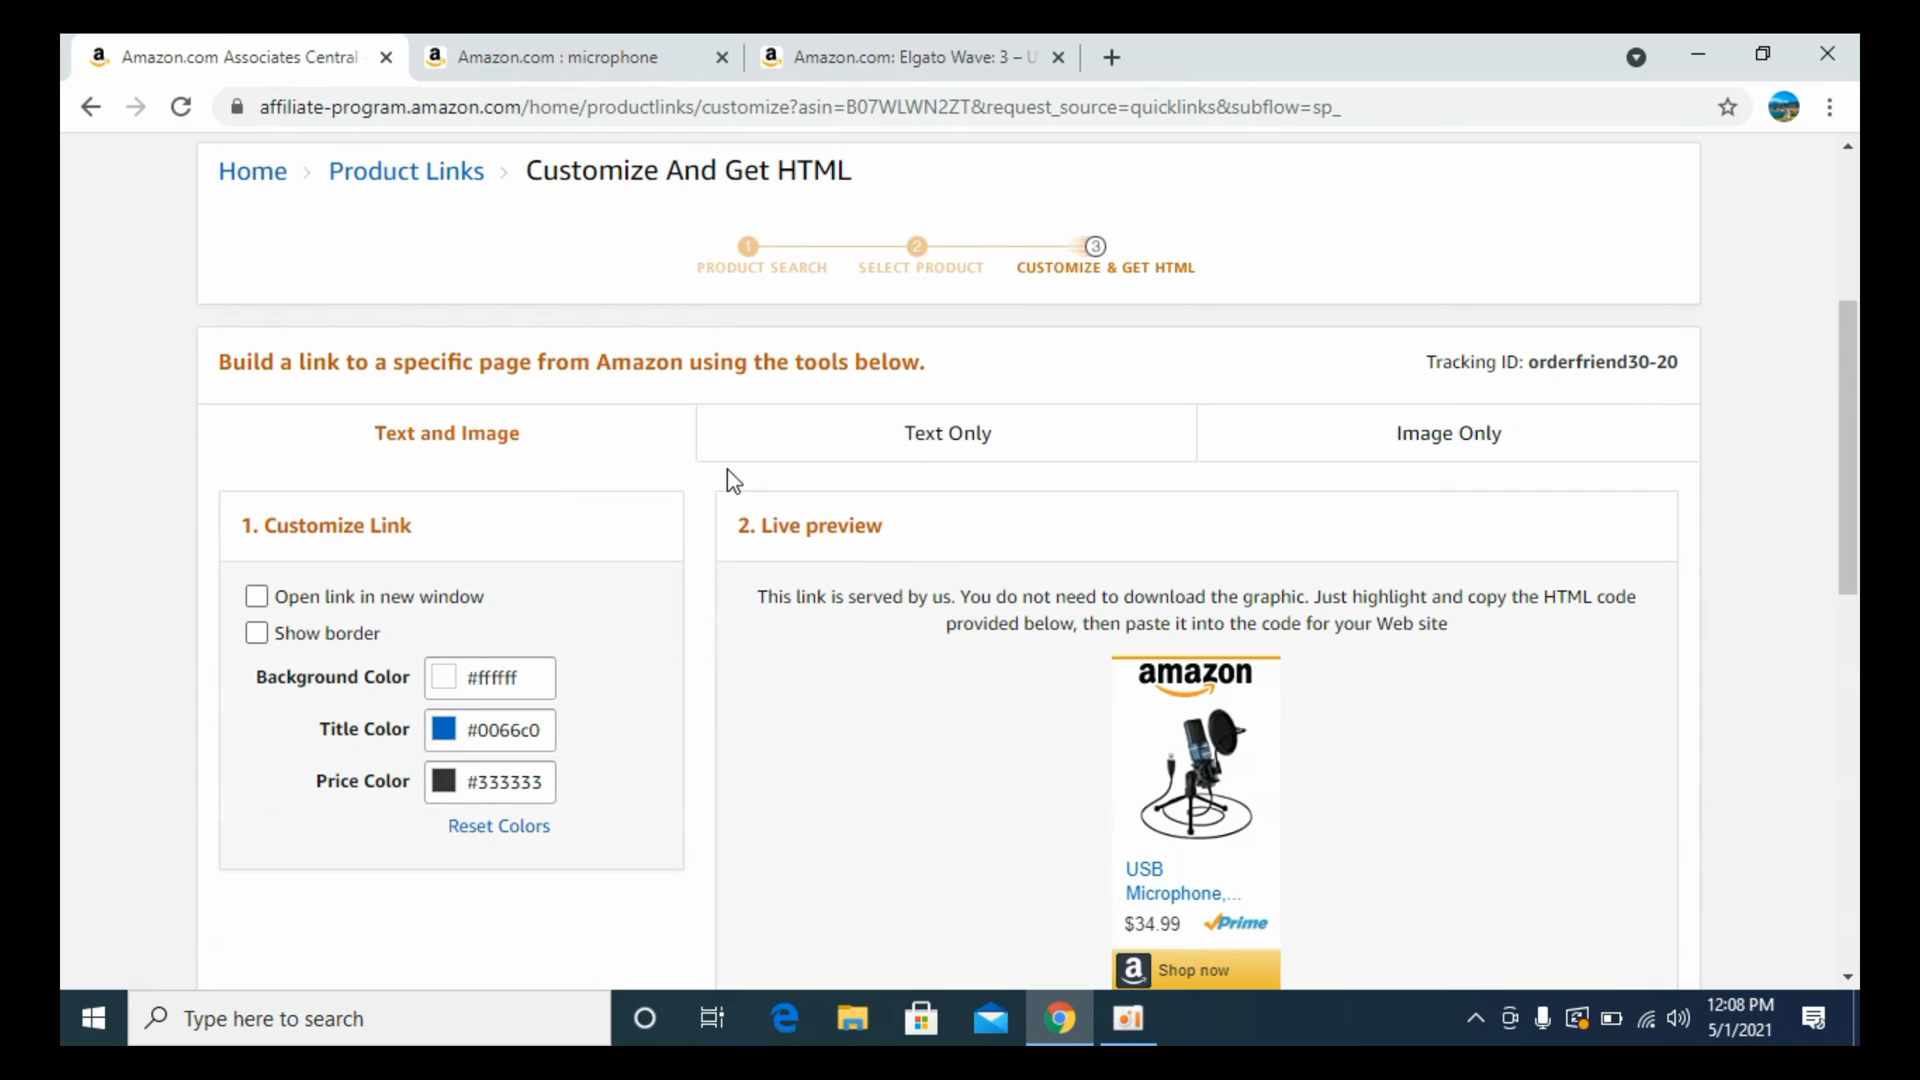 Amazon.com Associates Central
Amazon.com : microphone
Amazon.com: Elgato Wave: 3 – U
affiliate-program.amazon.com/home/productlinks/customize?asin=B07WLWN2ZT&request_source=quicklinks&subflow=sp_
Home > Product Links > Customize And Get HTML
1 2 3
PRODUCT SEARCH SELECT PRODUCT CUSTOMIZE & GET HTML
Build a link to a specific page from Amazon using the tools below.
Tracking ID: orderfriend30-20
Text and Image
Text Only
Image Only
1. Customize Link
Open link in new window
Show border
Background Color #ffffff
Title Color #0066c0
Price Color #333333
Reset Colors
2. Live preview
This link is served by us. You do not need to download the graphic. Just highlight and copy the HTML code
provided below, then paste it into the code for your Web site
amazon
USB
Microphone,...
$34.99 Prime
a Shop now
Type here to search
12:08 PM
5/1/2021